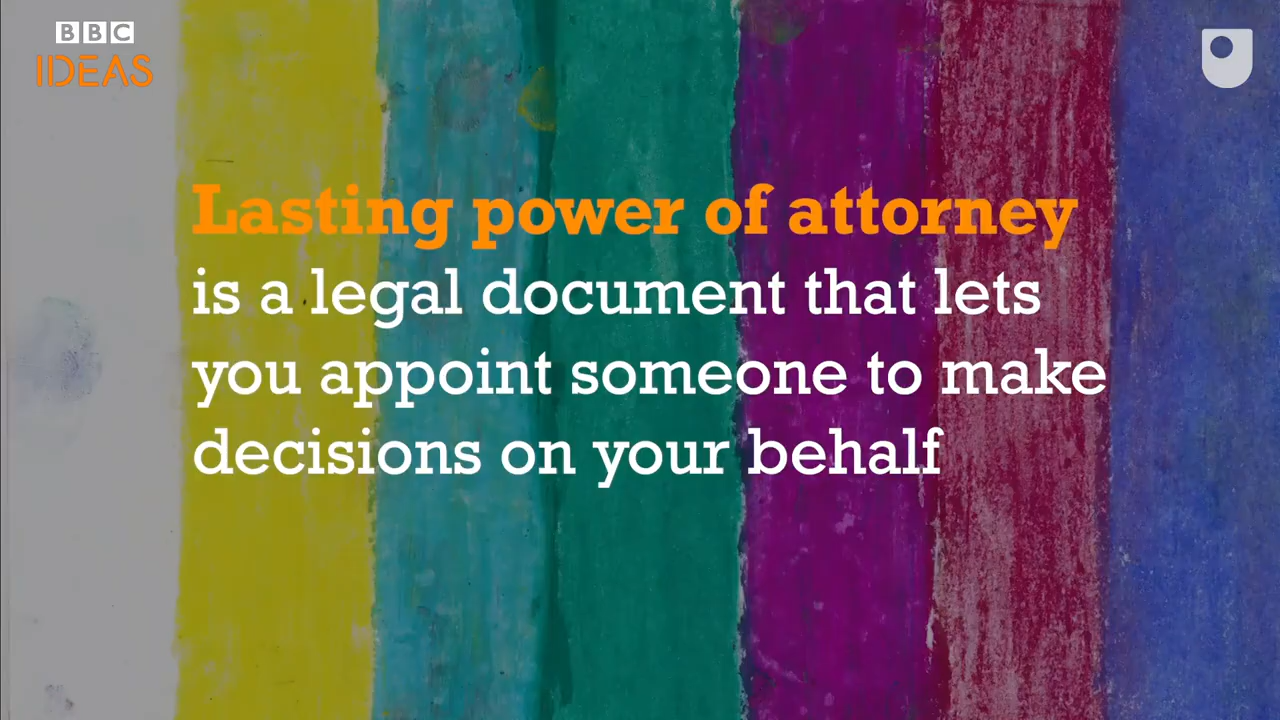 BBC
IDEAS
Lasting power of attorney
is a legal document that lets
you appoint someone to make
decisions on your behalf